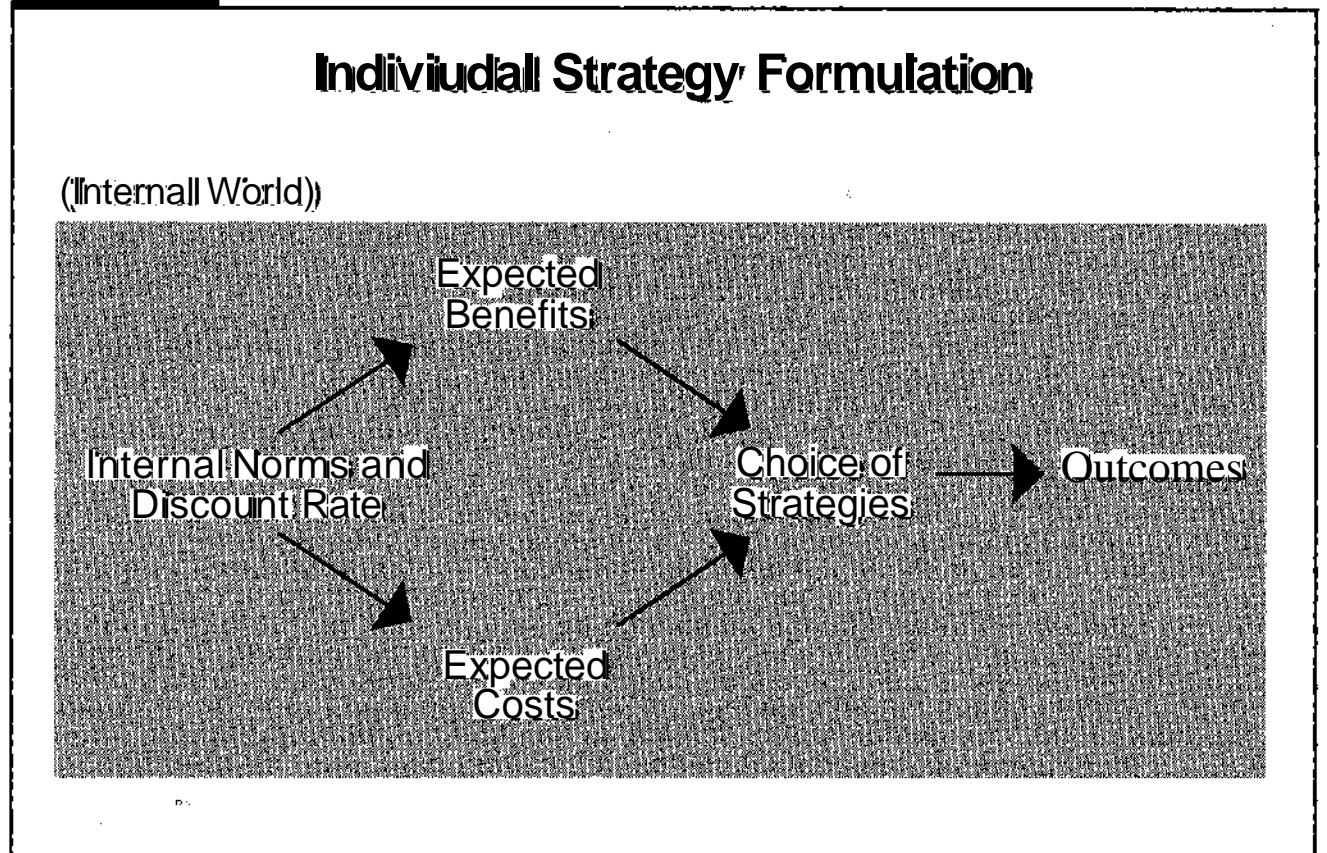 Indiviudal Strategy Formulation
(Internal World)
Expected
Benefits
Internal Norms and
Discount Rate
Choice of
Strategies
Outcomes
Expected
Costs